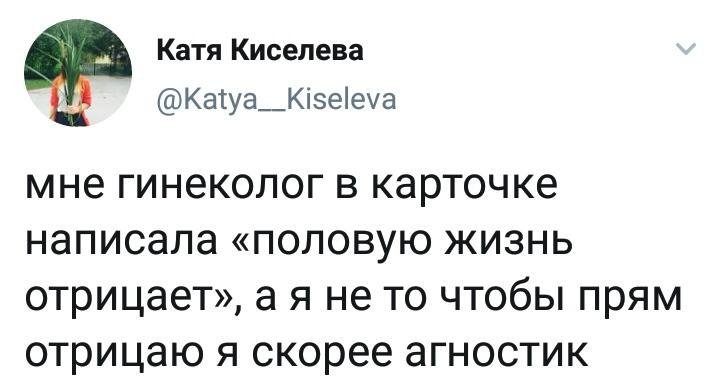 Катя Киселева
@Katya__Kiseleva
мне гинеколог в карточке
написала «половую жизнь
отрицает», а я не то чтобы прям
отрицаю я скорее агностик